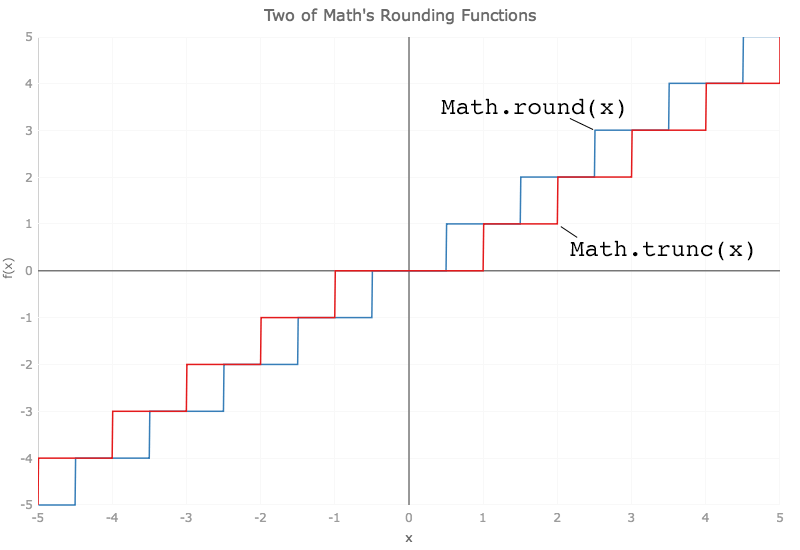 Two of Math's Rounding Functions
5
4
Math.round(x)
3
2
1
Math.trunc(x)
f(x)
0
-1
-2
-3
-4
-5
-5 -4 -3 -2 -1 0 1 2 3 4 5
x